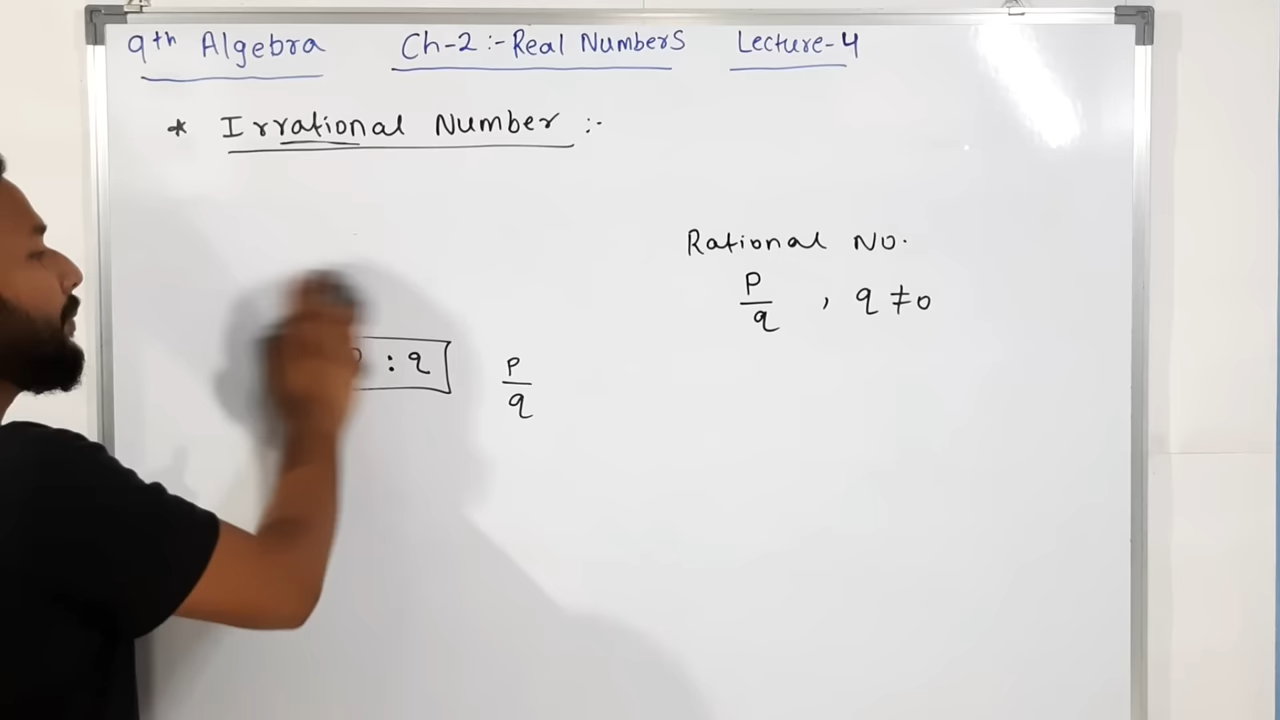 9th Algebra Ch-2:- Real Numbers Lecture-4
* Irrational Number :-
Rational No.
P/q , q ≠ 0
: q
P/q